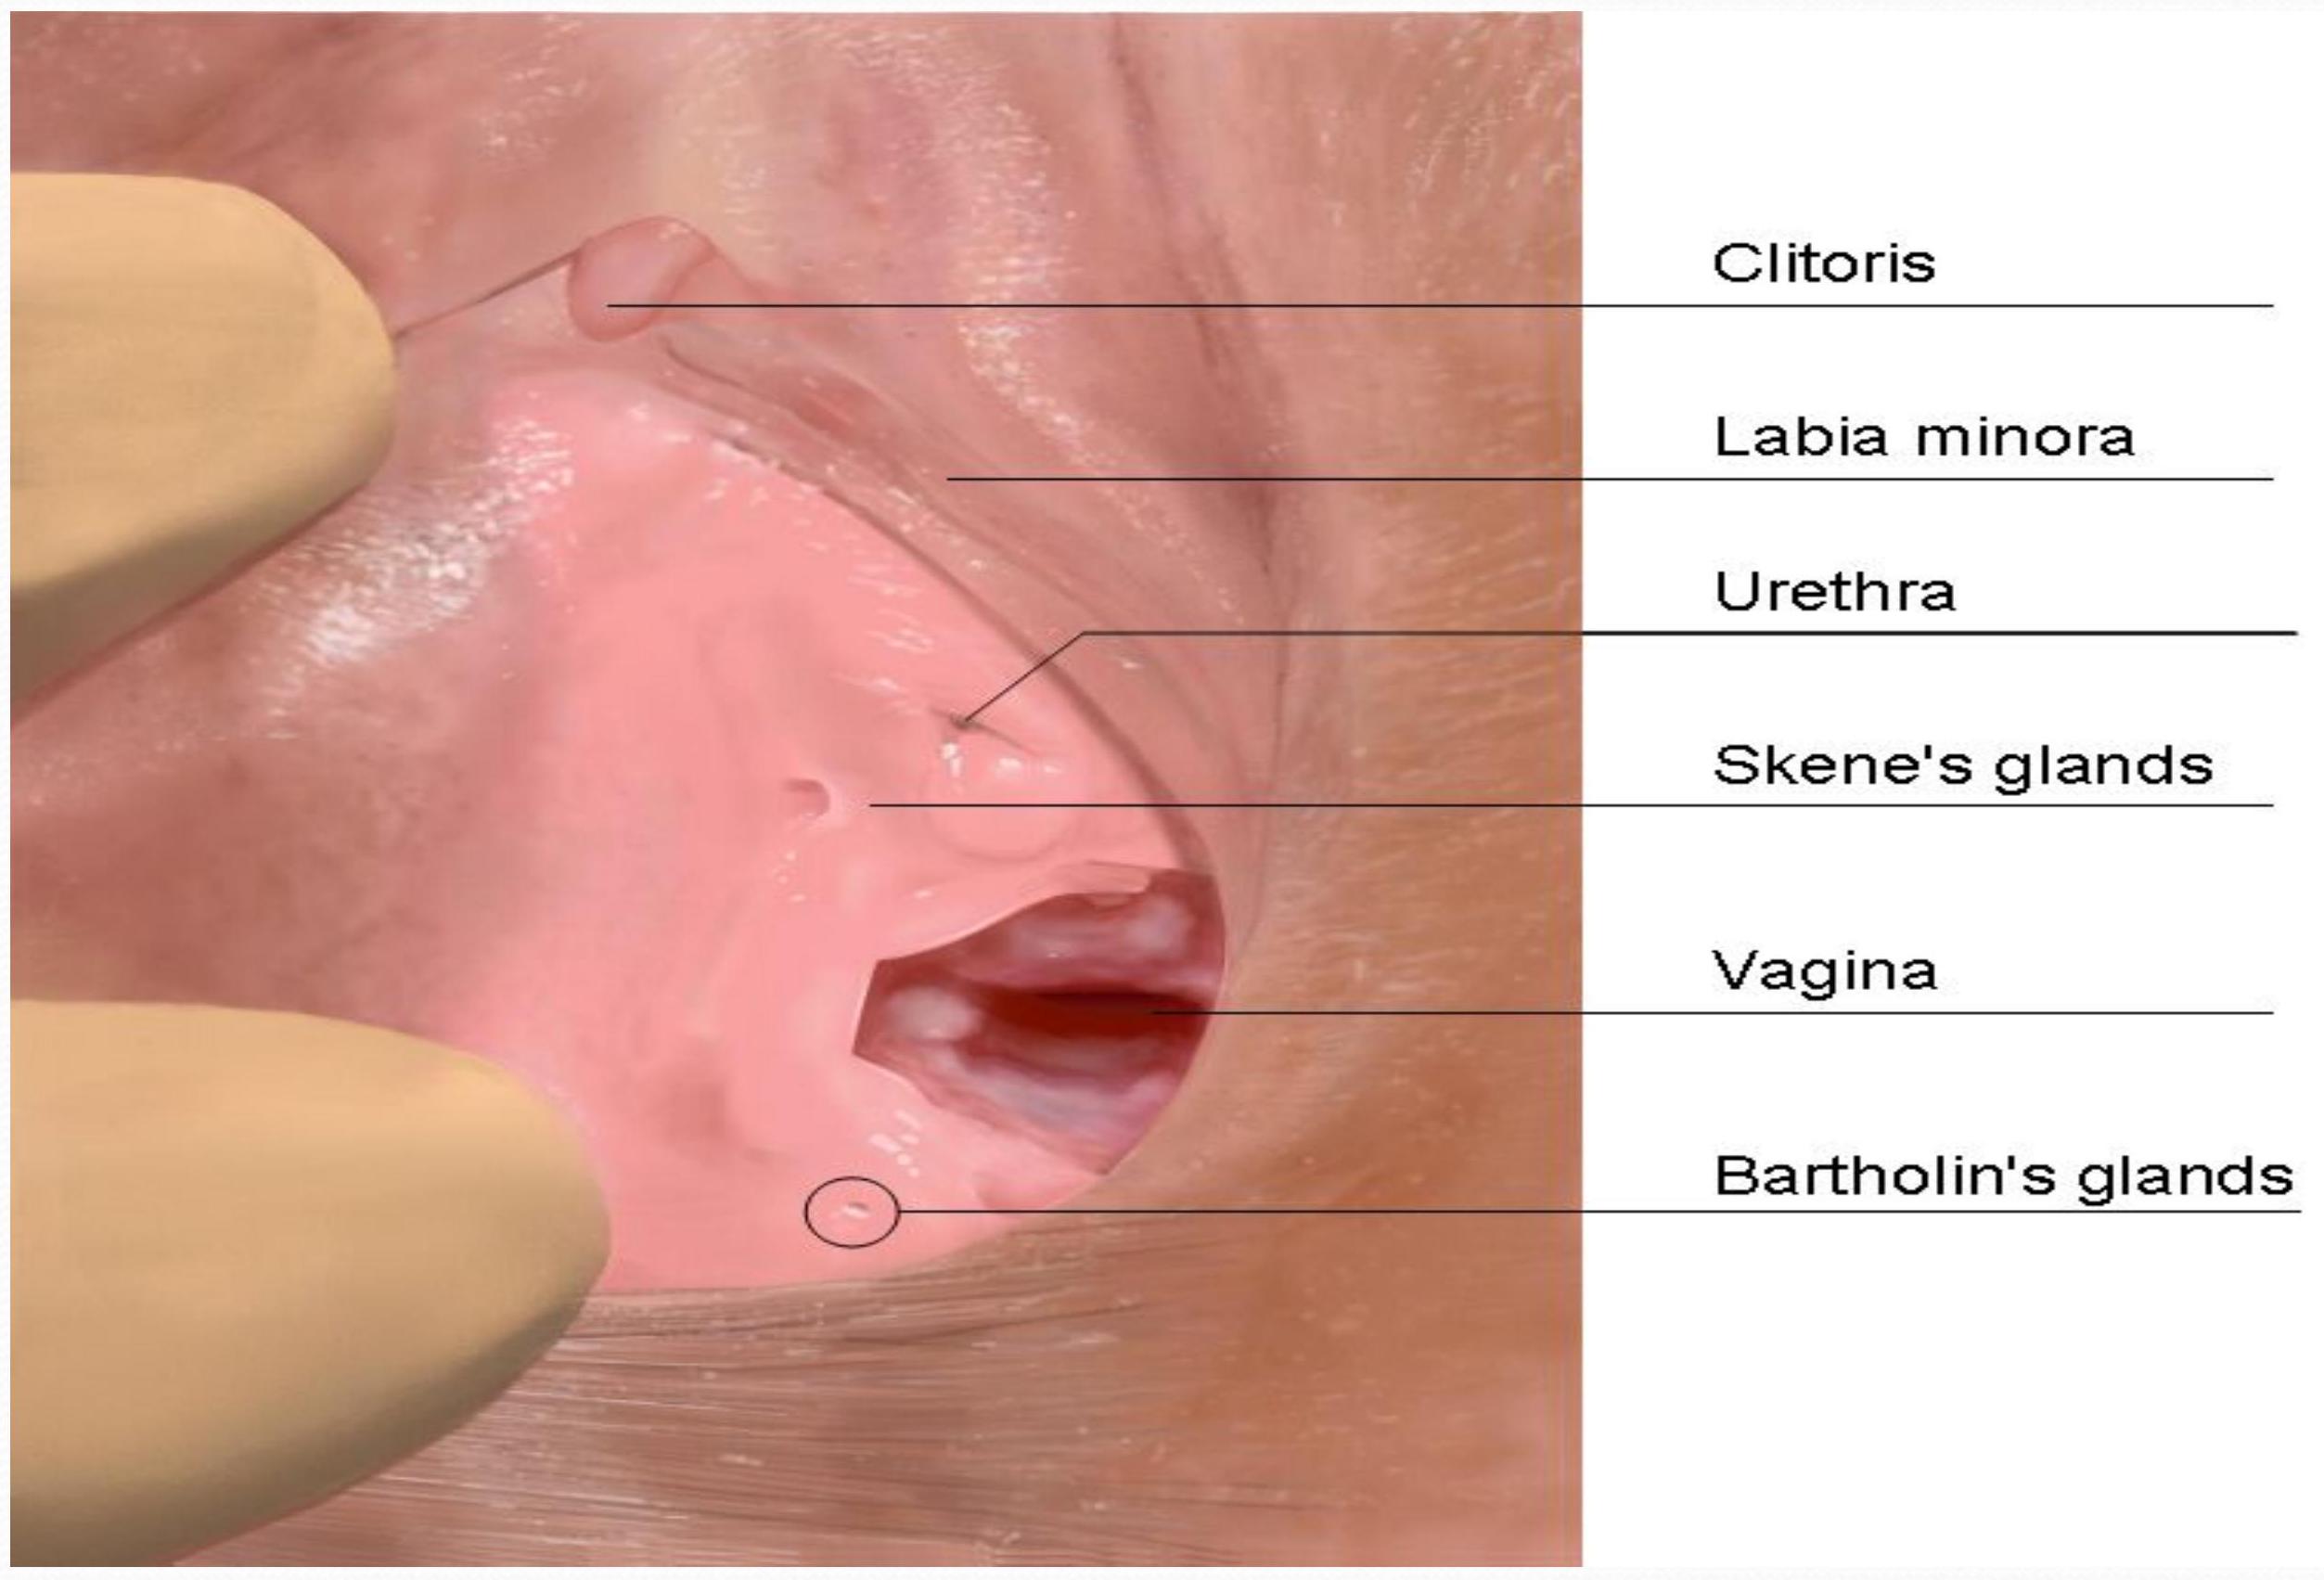 Clitoris
Labia minora
Urethra
Skene's glands
Vagina
Bartholin's glands